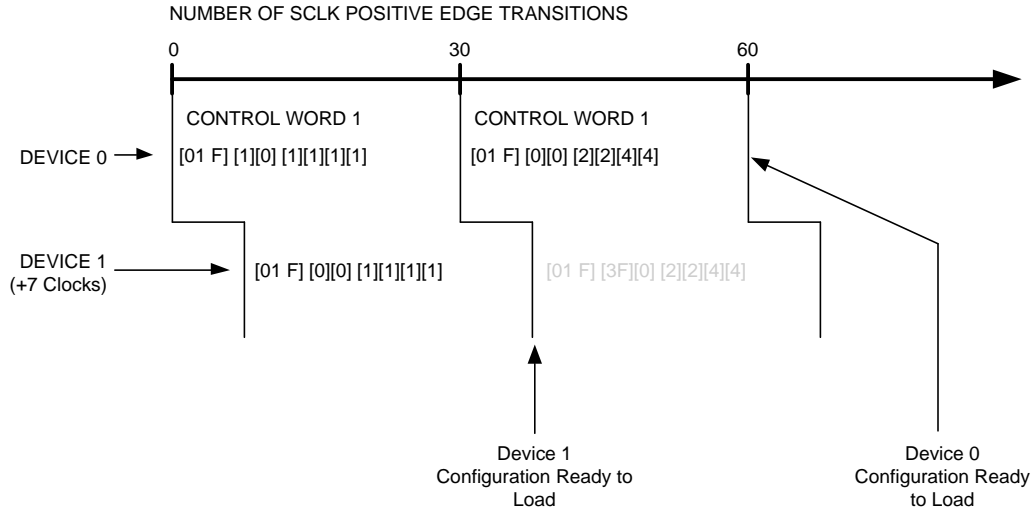 NUMBER OF SCLK POSITIVE EDGE TRANSITIONS
0 30 60
CONTROL WORD 1 CONTROL WORD 1
DEVICE 0 [01 F] [1][0] [1][1][1][1] [01 F] [0][0] [2][2][4][4]
DEVICE 1
(+7 Clocks)
[01 F] [0][0] [1][1][1][1] [01 F] [3F][0] [2][2][4][4]
Device 1
Configuration Ready to
Load
Device 0
Configuration Ready
to Load